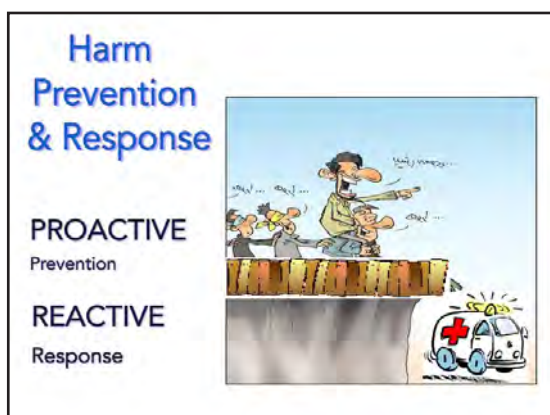 Harm
Prevention
& Response
PROACTIVE
Prevention
REACTIVE
Response